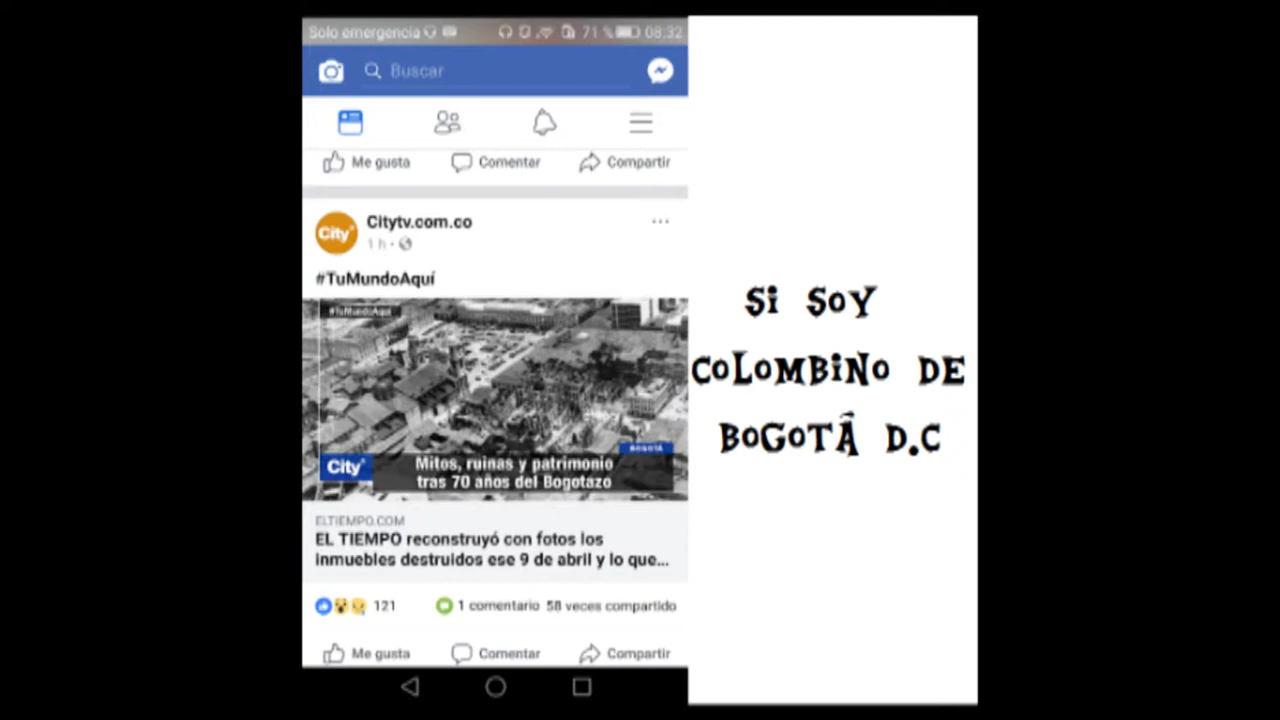 Solo emergencia 71 % 08:32
Buscar
Me gusta Comentar Compartir
Citytv.com.co
City
1 h
#TuMundoAquí
#TuMundoAquí
BOGOTÁ
City
Mitos, ruinas y patrimonio
tras 70 años del Bogotazo
ELTIEMPO.COM
EL TIEMPO reconstruyó con fotos los
inmuebles destruidos ese 9 de abril y lo que...
121 1 comentario 58 veces compartido
Me gusta Comentar Compartir
Si SOY
COLOMBiNO DE
BOGOTÃ D.C